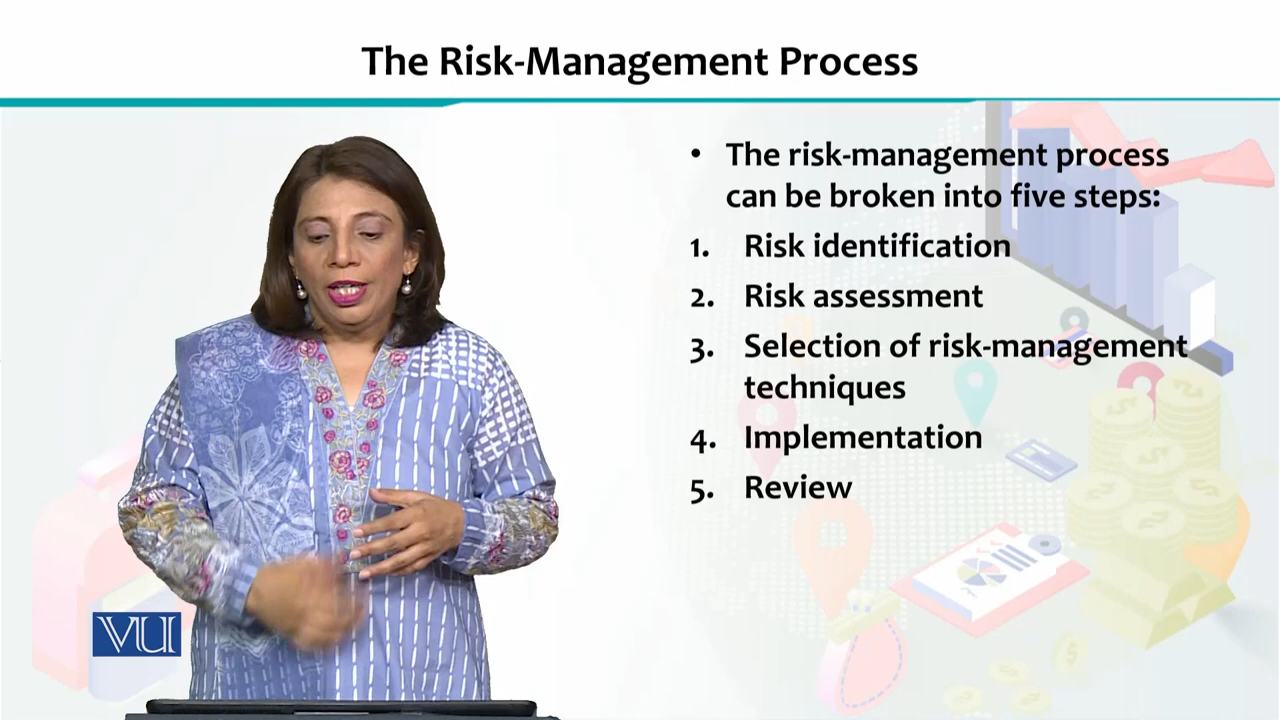 The Risk-Management Process
• The risk-management process
can be broken into five steps:
1. Risk identification
2. Risk assessment
3. Selection of risk-management
techniques
4. Implementation
5. Review
VU